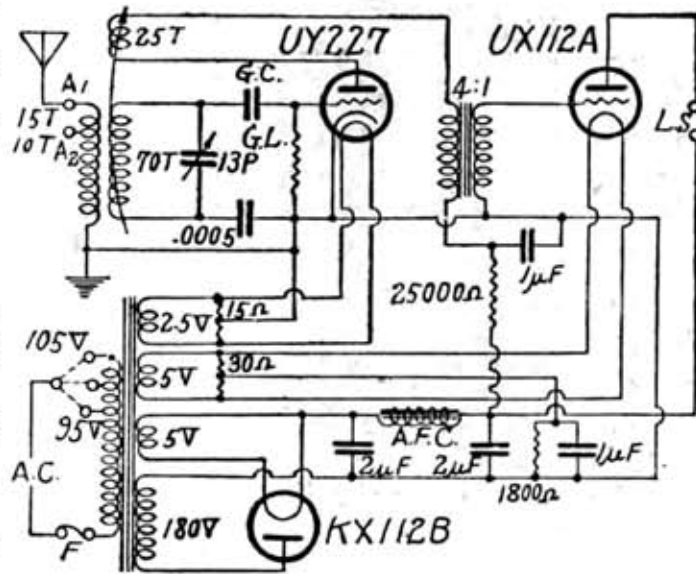 25T
UY227
UX112A
A1
G.C.
4:1
L.S.
15T
10T A2
G.L.
70T
13P
.0005
1µF
25000Ω
15Ω
2.5V
105V
30Ω
5V
95V
5V
A.F.C.
2µF
2µF
1µF
A.C.
1800Ω
F
180V
KX112B